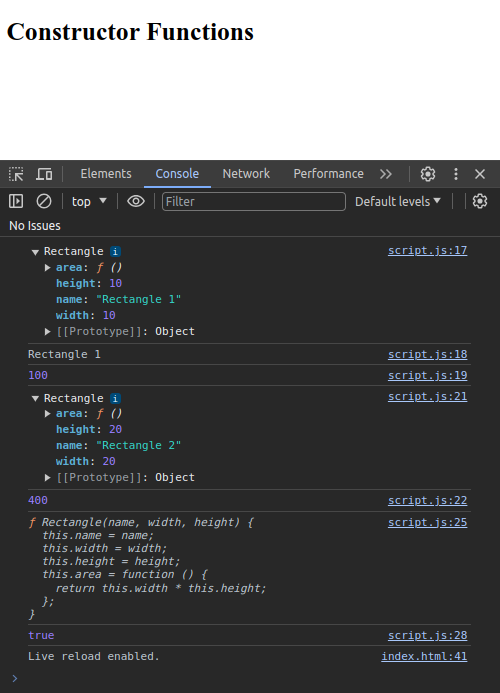 Constructor Functions
Elements Console Network Performance
top Filter Default levels
No Issues
Rectangle i script.js:17
area: ƒ ()
height: 10
name: "Rectangle 1"
width: 10
[[Prototype]]: Object
Rectangle 1 script.js:18
100 script.js:19
Rectangle i script.js:21
area: ƒ ()
height: 20
name: "Rectangle 2"
width: 20
[[Prototype]]: Object
400 script.js:22
ƒ Rectangle(name, width, height) { script.js:25
this.name = name;
this.width = width;
this.height = height;
this.area = function () {
return this.width * this.height;
};
}
true script.js:28
Live reload enabled. index.html:41